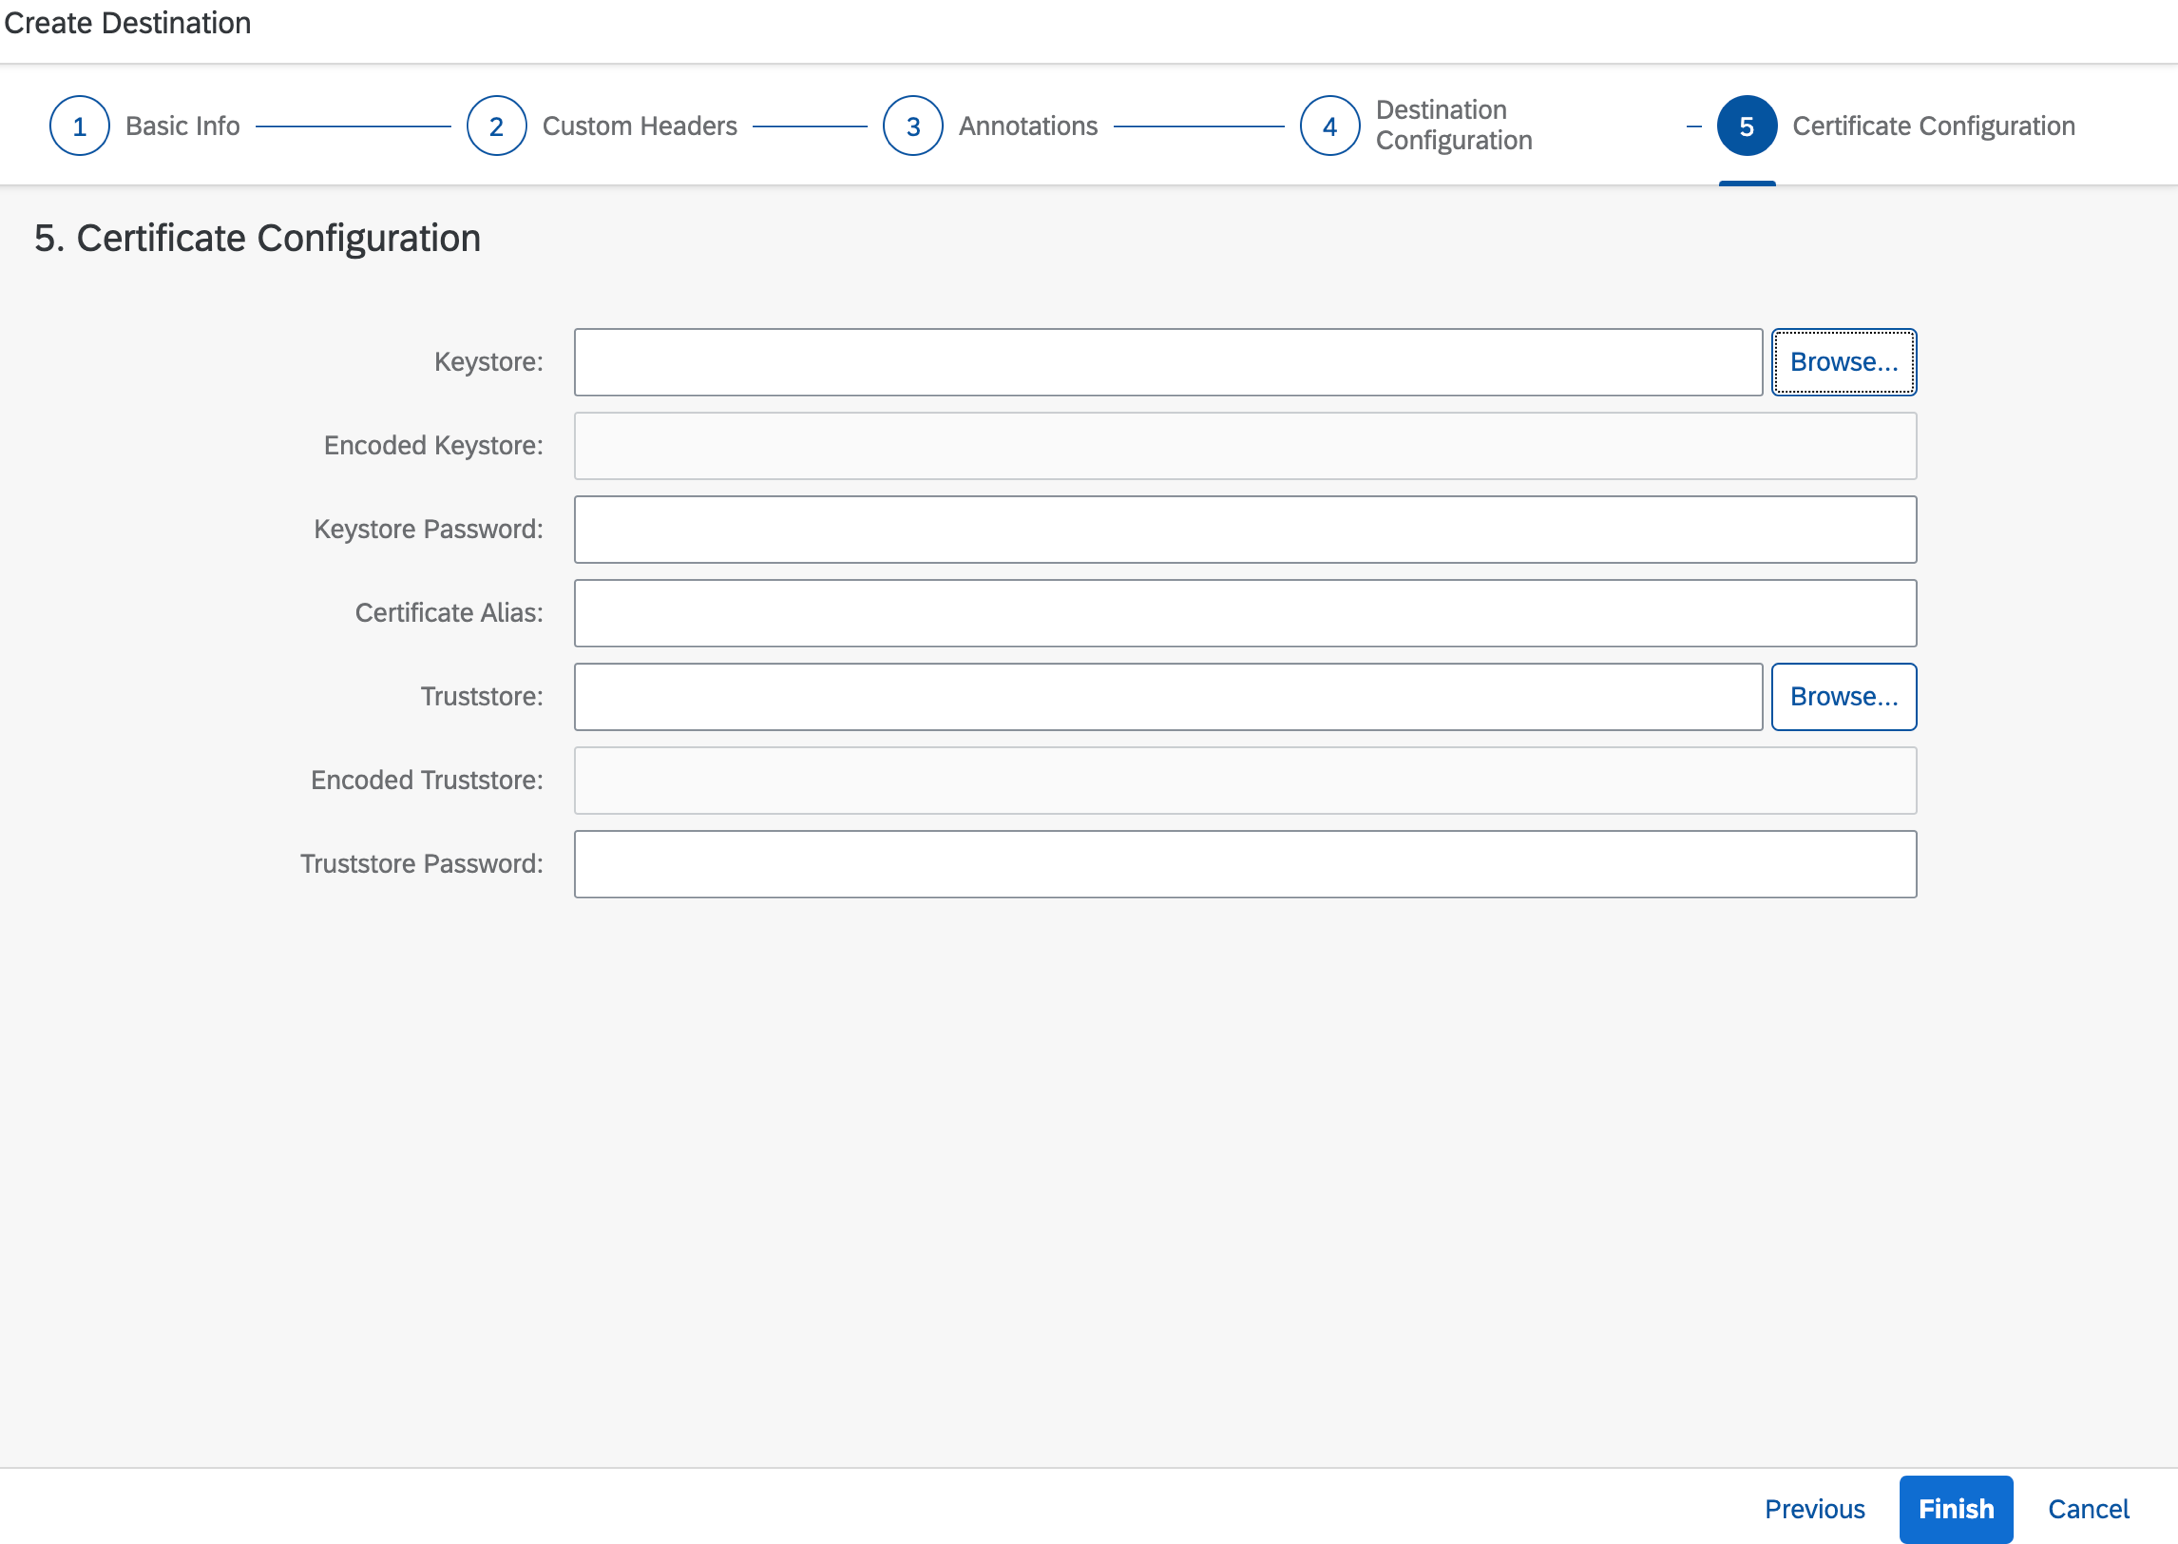 Create Destination
1 Basic Info 2 Custom Headers 3 Annotations 4 Destination Configuration 5 Certificate Configuration
5. Certificate Configuration
Keystore: Browse...
Encoded Keystore:
Keystore Password:
Certificate Alias:
Truststore: Browse...
Encoded Truststore:
Truststore Password:
Previous Finish Cancel